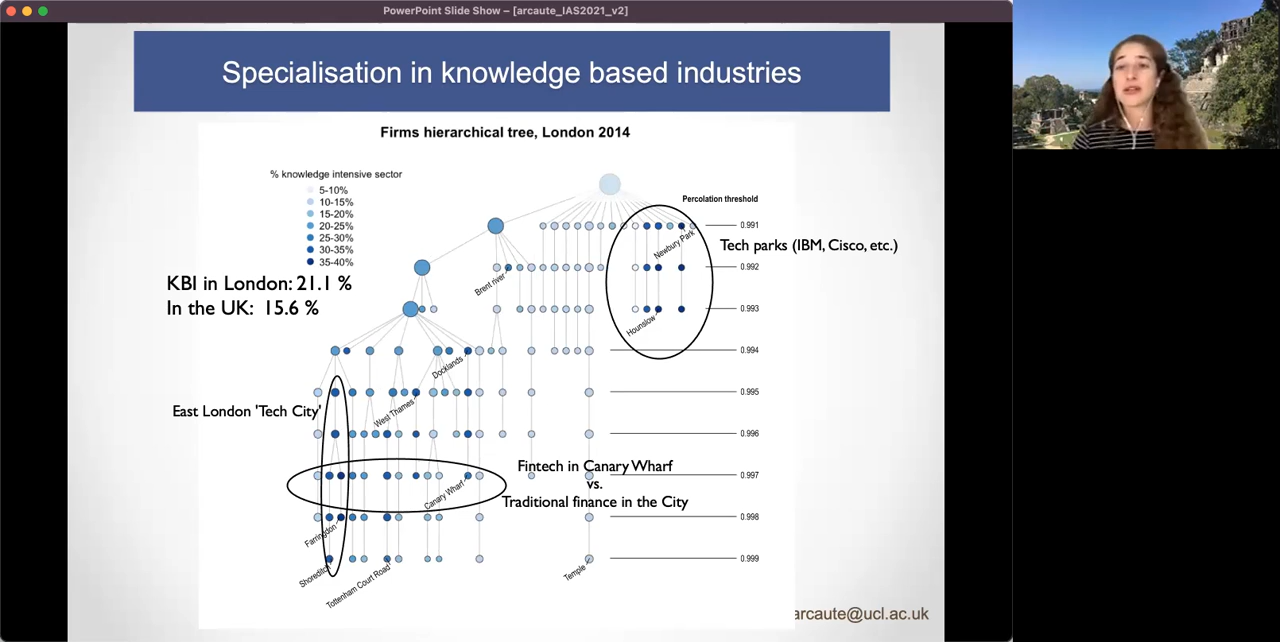 PowerPoint Slide Show – [arcaute_IAS2021_v2]
Specialisation in knowledge based industries
Firms hierarchical tree, London 2014
% knowledge intensive sector
5-10%
10-15%
15-20%
20-25%
25-30%
30-35%
35-40%
KBI in London: 21.1 %
In the UK: 15.6 %
Percolation threshold
0.991
Newbury Park
Tech parks (IBM, Cisco, etc.)
0.992
Brent river
0.993
Hounslow
0.994
Docklands
0.995
East London 'Tech City'
West Thames
0.996
Fintech in Canary Wharf
vs.
Traditional finance in the City
0.997
Canary Wharf
0.998
Farringdon
0.999
Shoreditch
Tottenham Court Road
Temple
arcaute@ucl.ac.uk